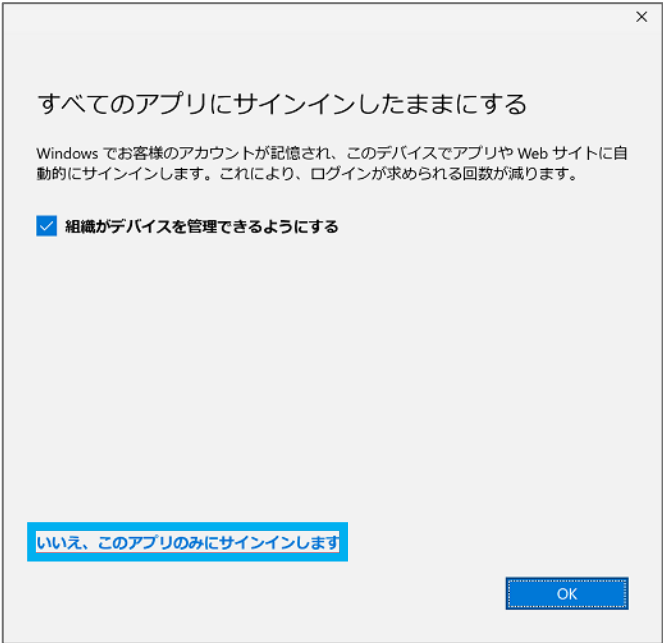 すべてのアプリにサインインしたままにする
Windows でお客様のアカウントが記憶され、このデバイスでアプリや Web サイトに自
動的にサインインします。これにより、ログインが求められる回数が減ります。
組織がデバイスを管理できるようにする
いいえ、このアプリのみにサインインします
OK